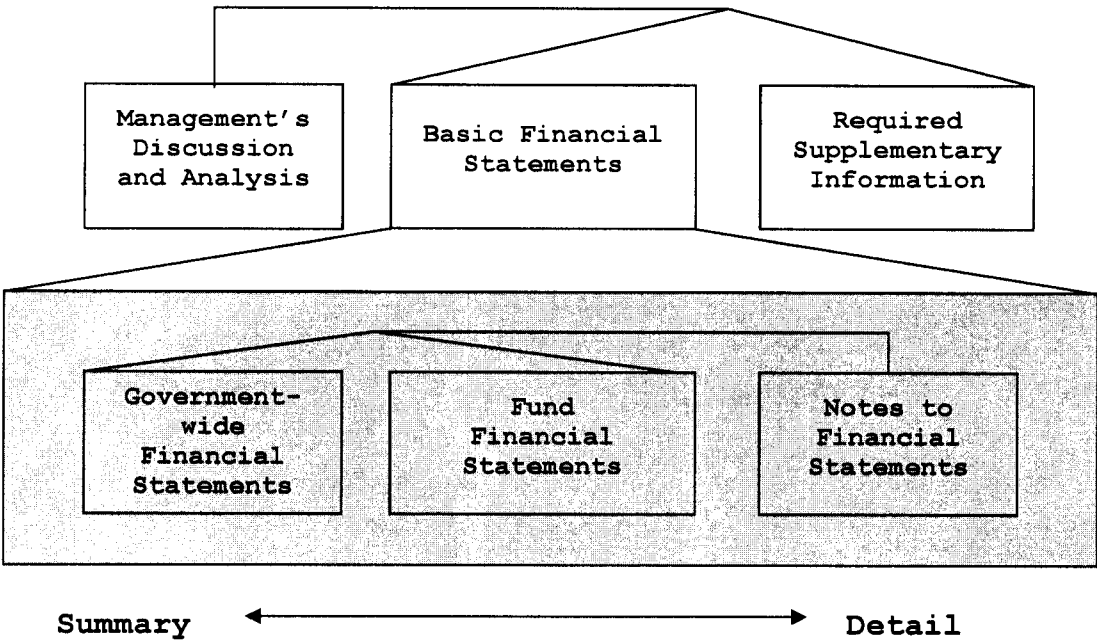 Management's
Discussion
and Analysis
Basic Financial
Statements
Required
Supplementary
Information
Government-
wide
Financial
Statements
Fund
Financial
Statements
Notes to
Financial
Statements
Summary
Detail